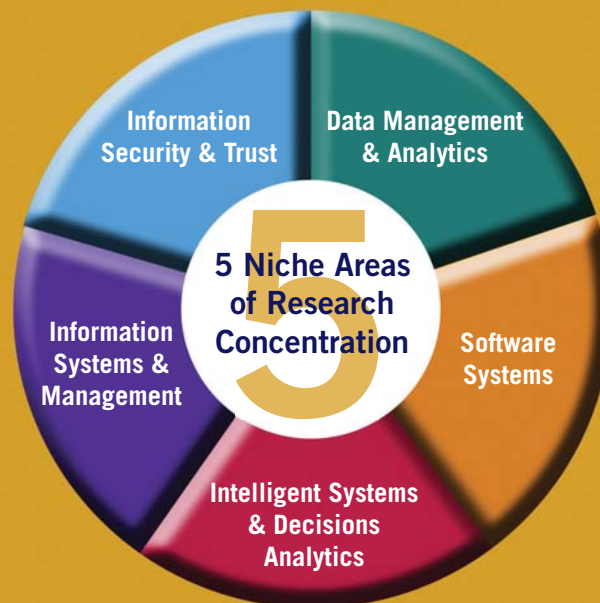 Information
Security & Trust
Data Management
& Analytics
5
5 Niche Areas
of Research
Concentration
Information
Systems &
Management
Software
Systems
Intelligent Systems
& Decisions
Analytics